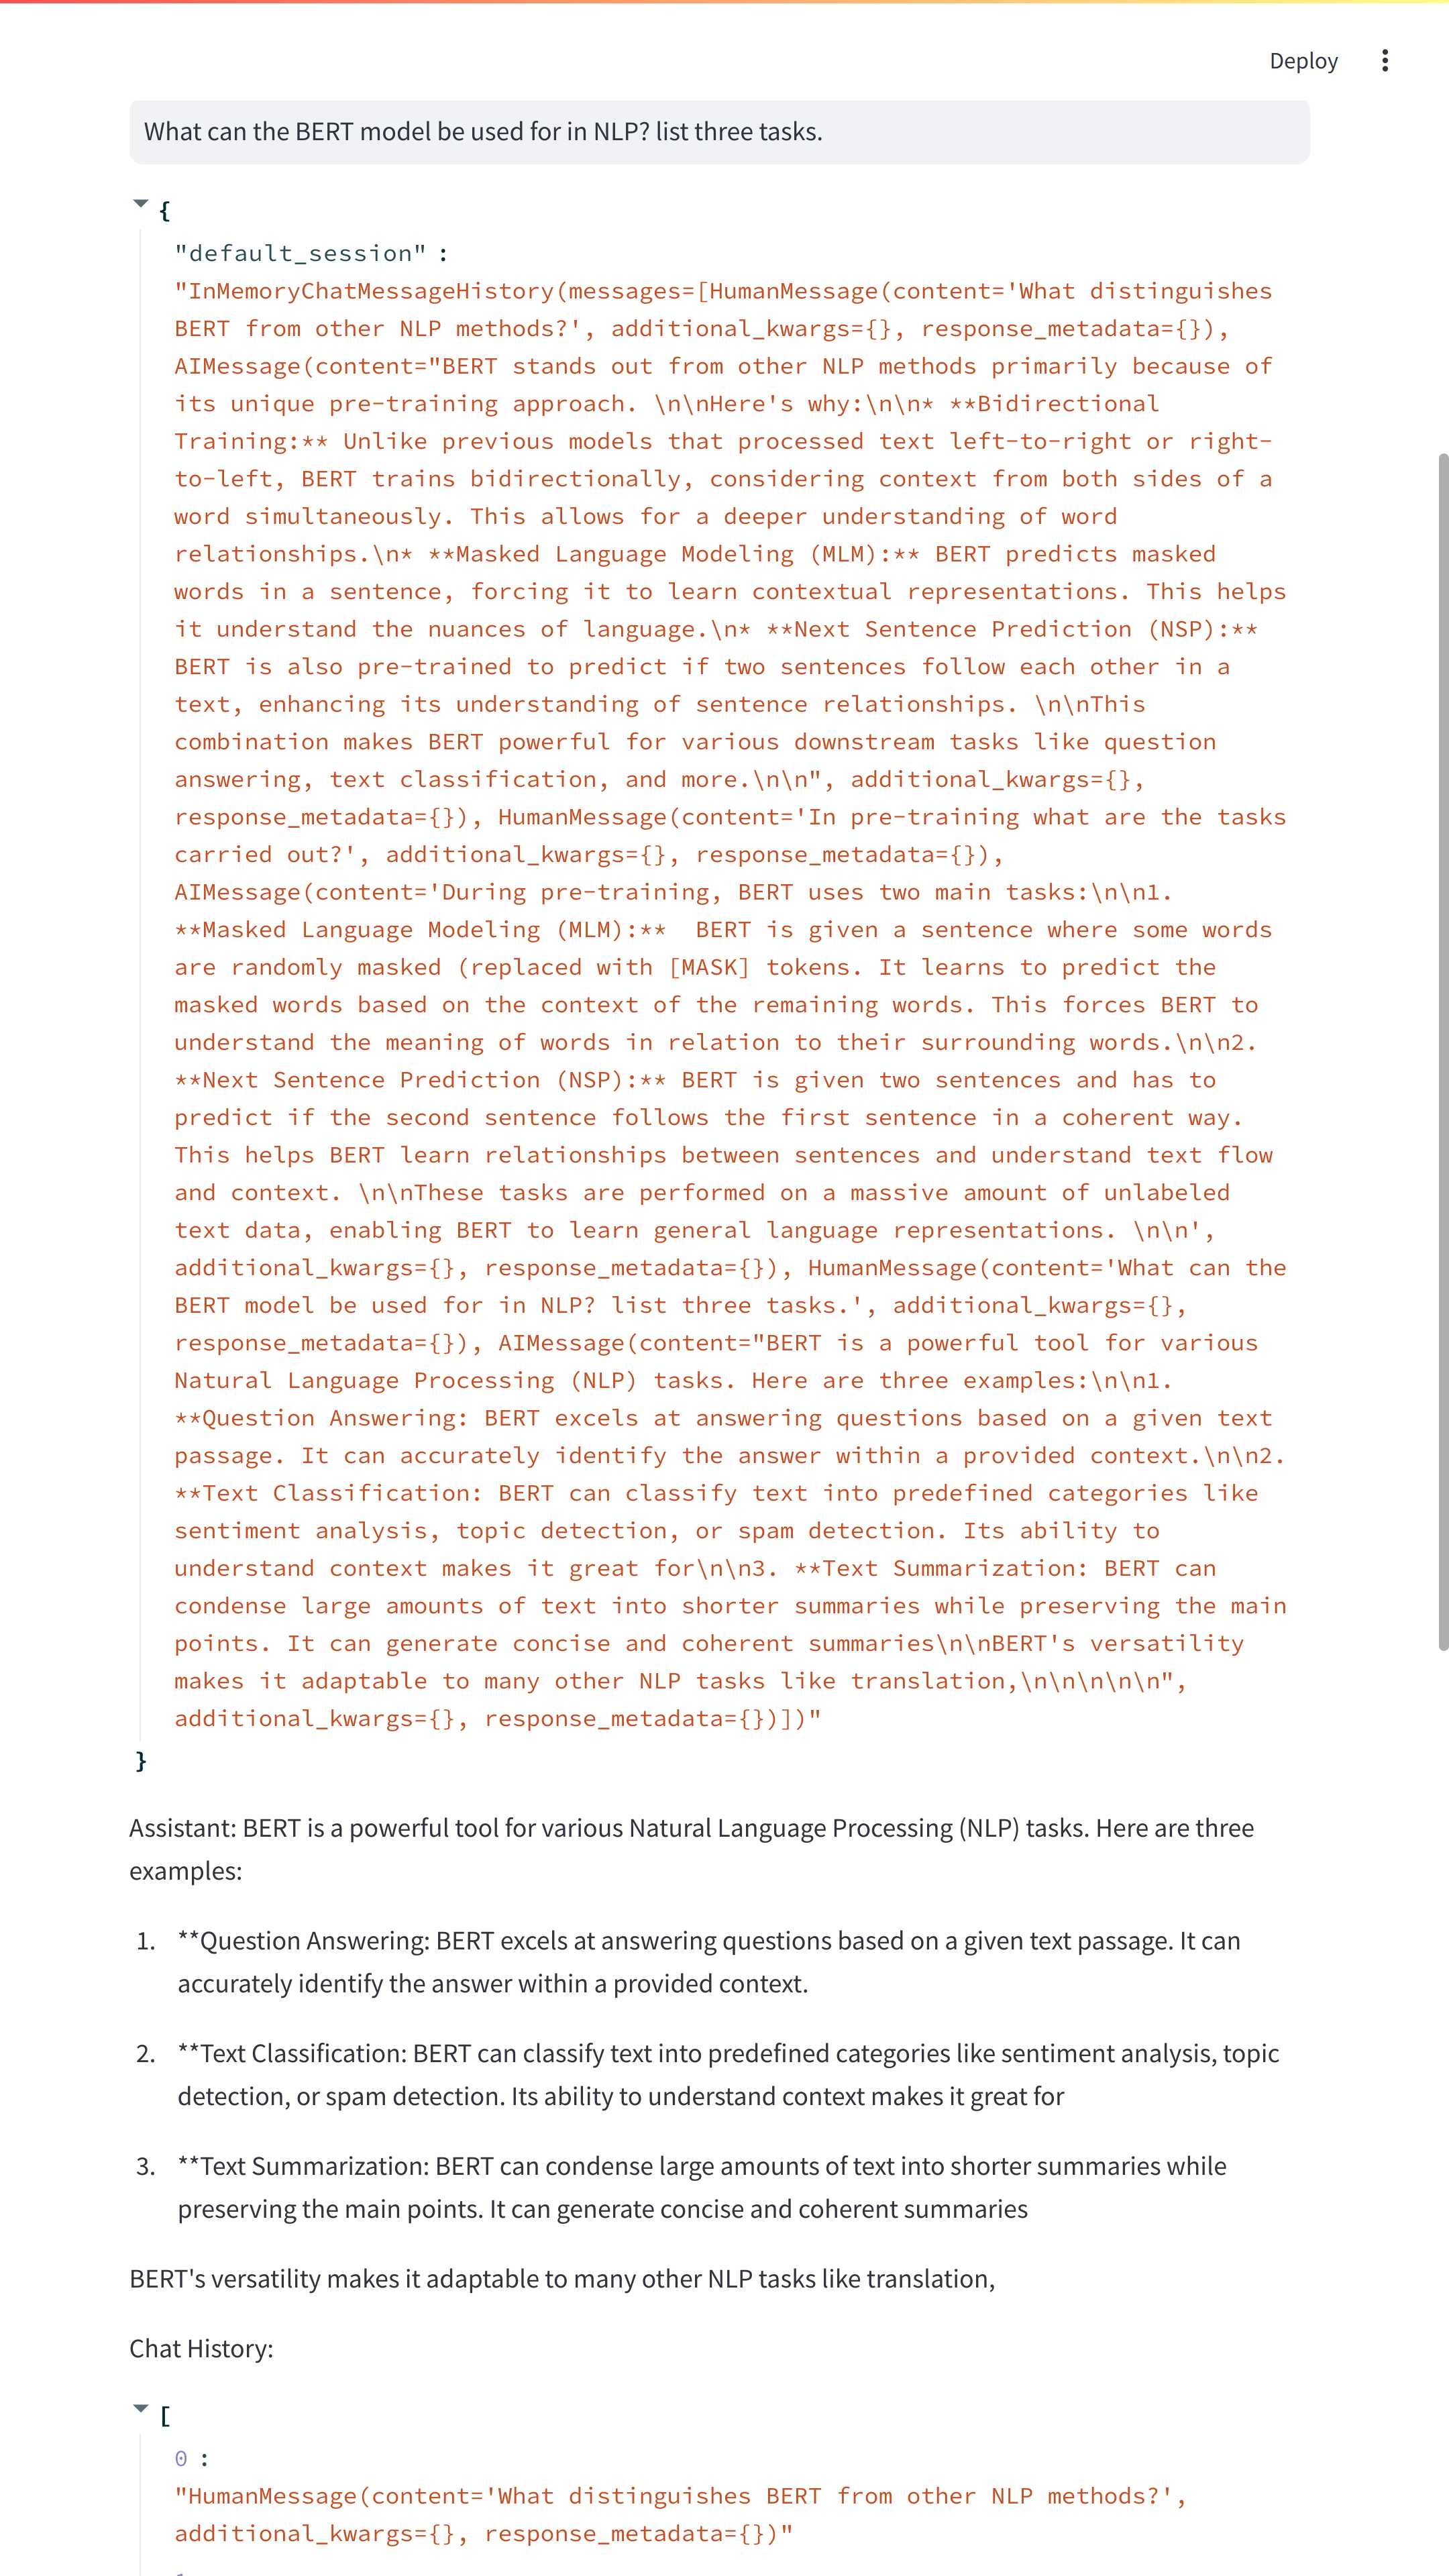 Deploy
What can the BERT model be used for in NLP? list three tasks.
{
"default_session" :
"InMemoryChatMessageHistory(messages=[HumanMessage(content='What distinguishes
BERT from other NLP methods?', additional_kwargs={}, response_metadata={}),
AIMessage(content="BERT stands out from other NLP methods primarily because of
its unique pre-training approach. \n\nHere's why:\n\n* **Bidirectional
Training:** Unlike previous models that processed text left-to-right or right-
to-left, BERT trains bidirectionally, considering context from both sides of a
word simultaneously. This allows for a deeper understanding of word
relationships.\n* **Masked Language Modeling (MLM):** BERT predicts masked
words in a sentence, forcing it to learn contextual representations. This helps
it understand the nuances of language.\n* **Next Sentence Prediction (NSP):**
BERT is also pre-trained to predict if two sentences follow each other in a
text, enhancing its understanding of sentence relationships. \n\nThis
combination makes BERT powerful for various downstream tasks like question
answering, text classification, and more.\n\n", additional_kwargs={},
response_metadata={}), HumanMessage(content='In pre-training what are the tasks
carried out?', additional_kwargs={}, response_metadata={}),
AIMessage(content='During pre-training, BERT uses two main tasks:\n\n1.
**Masked Language Modeling (MLM):**  BERT is given a sentence where some words
are randomly masked (replaced with [MASK] tokens. It learns to predict the
masked words based on the context of the remaining words. This forces BERT to
understand the meaning of words in relation to their surrounding words.\n\n2.
**Next Sentence Prediction (NSP):** BERT is given two sentences and has to
predict if the second sentence follows the first sentence in a coherent way.
This helps BERT learn relationships between sentences and understand text flow
and context. \n\nThese tasks are performed on a massive amount of unlabeled
text data, enabling BERT to learn general language representations. \n\n',
additional_kwargs={}, response_metadata={}), HumanMessage(content='What can the
BERT model be used for in NLP? list three tasks.', additional_kwargs={},
response_metadata={}), AIMessage(content="BERT is a powerful tool for various
Natural Language Processing (NLP) tasks. Here are three examples:\n\n1.
**Question Answering: BERT excels at answering questions based on a given text
passage. It can accurately identify the answer within a provided context.\n\n2.
**Text Classification: BERT can classify text into predefined categories like
sentiment analysis, topic detection, or spam detection. Its ability to
understand context makes it great for\n\n3. **Text Summarization: BERT can
condense large amounts of text into shorter summaries while preserving the main
points. It can generate concise and coherent summaries\n\nBERT's versatility
makes it adaptable to many other NLP tasks like translation,\n\n\n\n\n",
additional_kwargs={}, response_metadata={})])"
}
Assistant: BERT is a powerful tool for various Natural Language Processing (NLP) tasks. Here are three
examples:
1. **Question Answering: BERT excels at answering questions based on a given text passage. It can
accurately identify the answer within a provided context.
2. **Text Classification: BERT can classify text into predefined categories like sentiment analysis, topic
detection, or spam detection. Its ability to understand context makes it great for
3. **Text Summarization: BERT can condense large amounts of text into shorter summaries while
preserving the main points. It can generate concise and coherent summaries
BERT's versatility makes it adaptable to many other NLP tasks like translation,
Chat History:
[
0 :
"HumanMessage(content='What distinguishes BERT from other NLP methods?',
additional_kwargs={}, response_metadata={})"